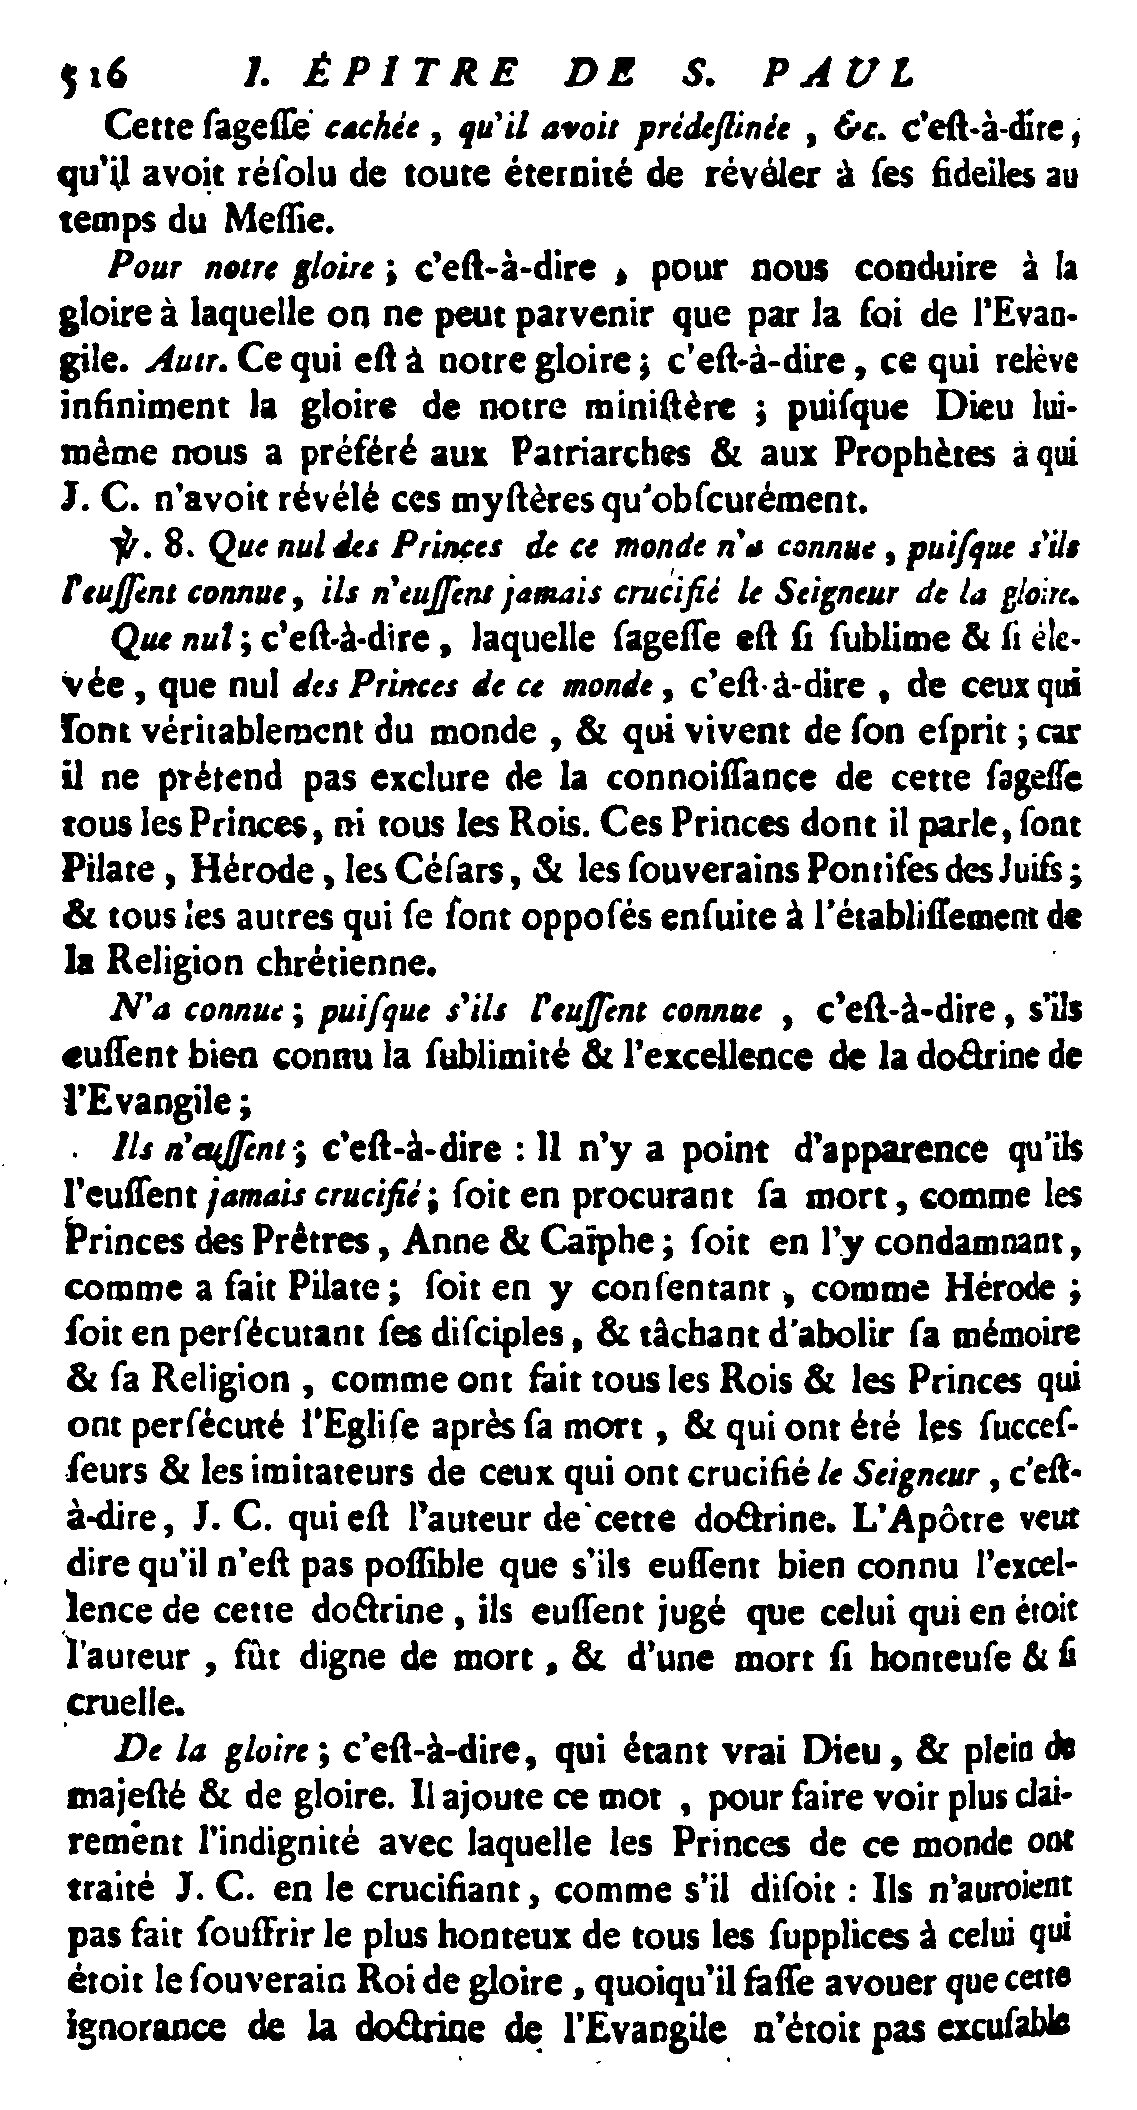 516 I. ÉPITRE DE S. PAUL
Cette ſageſſe cachée, qu'il avoit prédeſtinée, &c. c'eſt-à-dire,
qu'il avoit réſolu de toute éternité de révéler à ſes fideiles au
temps du Meſſie.
Pour notre gloire; c'eſt-à-dire, pour nous conduire à la
gloire à laquelle on ne peut parvenir que par la foi de l'Evan-
gile. Autr. Ce qui eſt à notre gloire; c'eſt-à-dire, ce qui relève
infiniment la gloire de notre miniſtère; puiſque Dieu lui-
même nous a préféré aux Patriarches & aux Prophètes à qui
J. C. n'avoit révélé ces myſtères qu'obſcurément.
℣. 8. Que nul des Princes de ce monde n'a connue, puiſque s'ils
l'euſſent connue, ils n'euſſent jamais crucifié le Seigneur de la gloire.
Que nul; c'eſt-à-dire, laquelle ſageſſe eſt ſi ſublime & ſi éle-
vée, que nul des Princes de ce monde, c'eſt-à-dire, de ceux qui
ſont véritablement du monde, & qui vivent de ſon eſprit; car
il ne prétend pas exclure de la connoiſſance de cette ſageſſe
tous les Princes, ni tous les Rois. Ces Princes dont il parle, ſont
Pilate, Hérode, les Céſars, & les ſouverains Pontifes des Juifs;
& tous les autres qui ſe ſont oppoſés enſuite à l'établiſſement de
la Religion chrétienne.
N'a connue; puiſque s'ils l'euſſent connue, c'eſt-à-dire, s'ils
euſſent bien connu la ſublimité & l'excellence de la doctrine de
l'Evangile;
Ils n'euſſent; c'eſt-à-dire: Il n'y a point d'apparence qu'ils
l'euſſent jamais crucifié; ſoit en procurant ſa mort, comme les
Princes des Prêtres, Anne & Caïphe; ſoit en l'y condamnant,
comme a fait Pilate; ſoit en y conſentant, comme Hérode;
ſoit en perſécutant ſes diſciples, & tâchant d'abolir ſa mémoire
& ſa Religion, comme ont fait tous les Rois & les Princes qui
ont perſécuté l'Egliſe après ſa mort, & qui ont été les ſucceſ-
ſeurs & les imitateurs de ceux qui ont crucifié le Seigneur, c'eſt-
à-dire, J. C. qui eſt l'auteur de cette doctrine. L'Apôtre veut
dire qu'il n'eſt pas poſſible que s'ils euſſent bien connu l'excel-
lence de cette doctrine, ils euſſent jugé que celui qui en étoit
l'auteur, fût digne de mort, & d'une mort ſi honteuſe & ſi
cruelle.
De la gloire; c'eſt-à-dire, qui étant vrai Dieu, & plein de
majeſté & de gloire. Il ajoute ce mot, pour faire voir plus clai-
rement l'indignité avec laquelle les Princes de ce monde ont
traité J. C. en le crucifiant, comme s'il diſoit: Ils n'auroient
pas fait ſouffrir le plus honteux de tous les ſupplices à celui qui
étoit le ſouverain Roi de gloire, quoiqu'il faſſe avouer que cette
ignorance de la doctrine de l'Evangile n'étoit pas excuſable